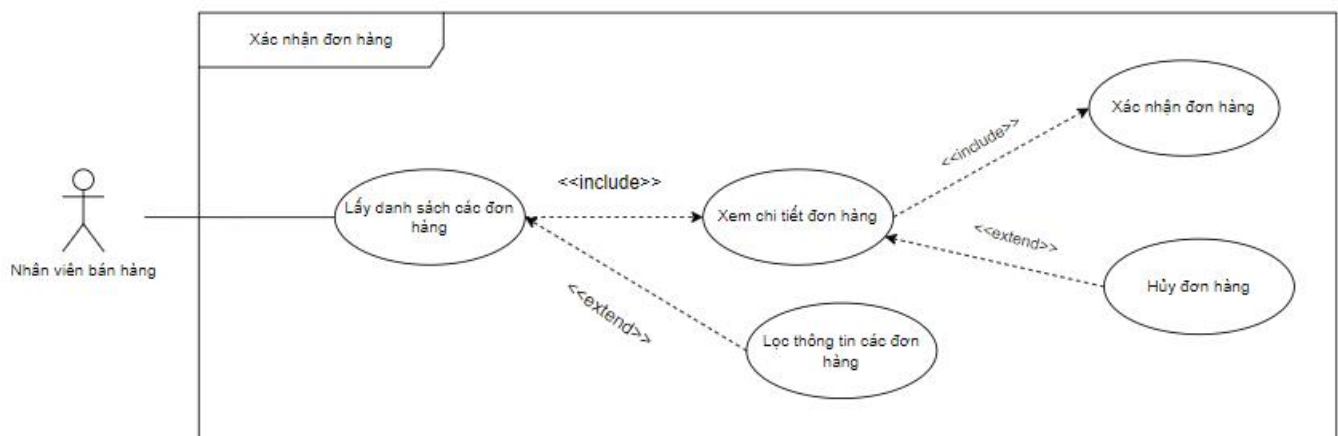 Xác nhận đơn hàng
Xác nhận đơn hàng
<<include>>
<<include>>
Lấy danh sách các đơn
hàng
Xem chi tiết đơn hàng
<<extend>>
Nhân viên bán hàng
Hủy đơn hàng
<<extend>>
Lọc thông tin các đơn
hàng